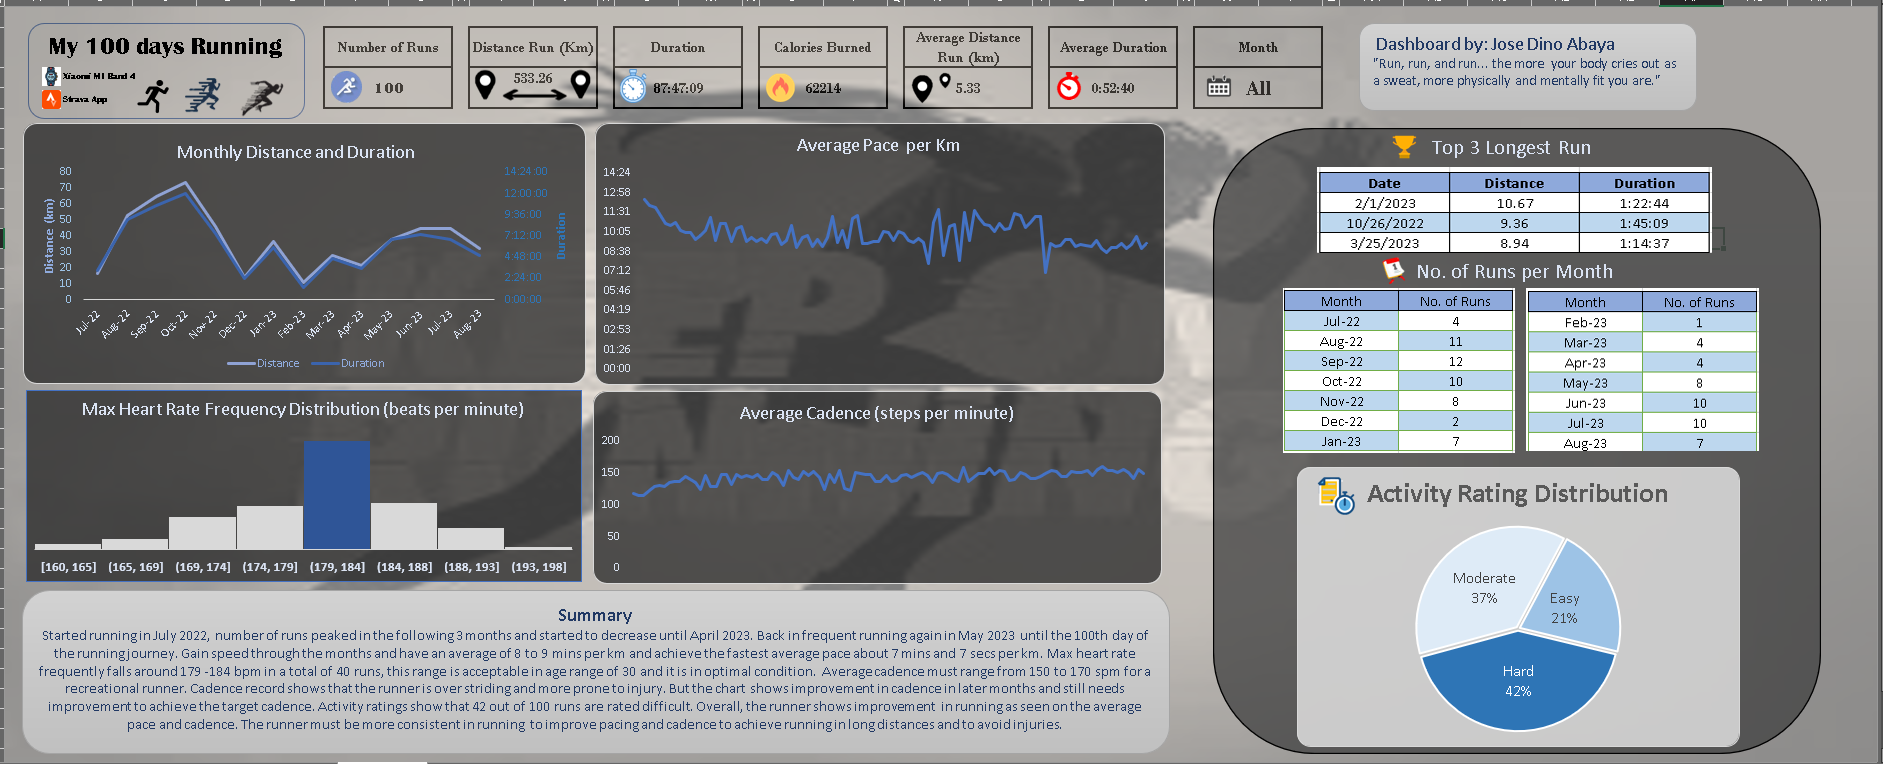 My 100 days Running
Xiaomi MI Band 4
Strava App
Number of Runs
100
Distance Run (Km)
533.26
Duration
87:47:09
Calories Burned
62214
Average Distance
Run (km)
5.33
Average Duration
0:52:40
Month
All
Dashboard by: Jose Dino Abaya
"Run, run, and run... the more your body cries out as
a sweat, more physically and mentally fit you are."
Monthly Distance and Duration
80
70
60
50
40
30
20
10
0
Distance (km)
14:24:00
12:00:00
9:36:00
7:12:00
4:48:00
2:24:00
0:00:00
Duration
Jul-22 Aug-22 Sep-22 Oct-22 Nov-22 Dec-22 Jan-23 Feb-23 Mar-23 Apr-23 May-23 Jun-23 Jul-23 Aug-23
Distance Duration
Average Pace per Km
14:24
12:58
11:31
10:05
08:38
07:12
05:46
04:19
02:53
01:26
00:00
Max Heart Rate Frequency Distribution (beats per minute)
[160, 165] (165, 169] (169, 174] (174, 179] (179, 184] (184, 188] (188, 193] (193, 198]
Average Cadence (steps per minute)
200
150
100
50
0
Summary
Started running in July 2022, number of runs peaked in the following 3 months and started to decrease until April 2023. Back in frequent running again in May 2023 until the 100th day of
the running journey. Gain speed through the months and have an average of 8 to 9 mins per km and achieve the fastest average pace about 7 mins and 7 secs per km. Max heart rate
frequently falls around 179 -184 bpm in a total of 40 runs, this range is acceptable in age range of 30 and it is in optimal condition. Average cadence must range from 150 to 170 spm for a
recreational runner. Cadence record shows that the runner is over striding and more prone to injury. But the chart shows improvement in cadence in later months and still needs
improvement to achieve the target cadence. Activity ratings show that 42 out of 100 runs are rated difficult. Overall, the runner shows improvement in running as seen on the average
pace and cadence. The runner must be more consistent in running to improve pacing and cadence to achieve running in long distances and to avoid injuries.
Top 3 Longest Run
Date Distance Duration
2/1/2023 10.67 1:22:44
10/26/2022 9.36 1:45:09
3/25/2023 8.94 1:14:37
No. of Runs per Month
Month No. of Runs
Jul-22 4
Aug-22 11
Sep-22 12
Oct-22 10
Nov-22 8
Dec-22 2
Jan-23 7
Month No. of Runs
Feb-23 1
Mar-23 4
Apr-23 4
May-23 8
Jun-23 10
Jul-23 10
Aug-23 7
Activity Rating Distribution
Moderate
37%
Easy
21%
Hard
42%